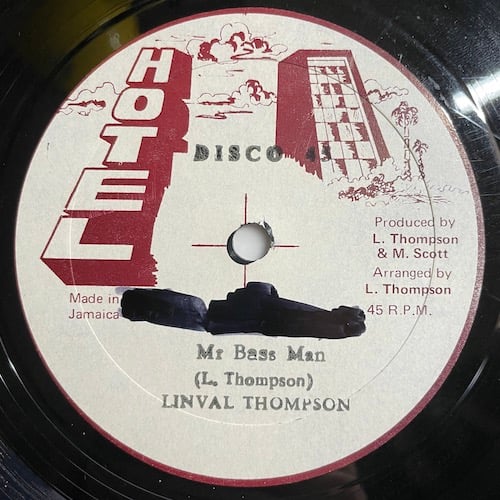 HOTEL
DISCO 45
Produced by
L. Thompson
& M. Scott
Arranged by
L. Thompson
45 R.P.M.
Made in
Jamaica
Mr Bass Man
(L. Thompson)
LINVAL THOMPSON